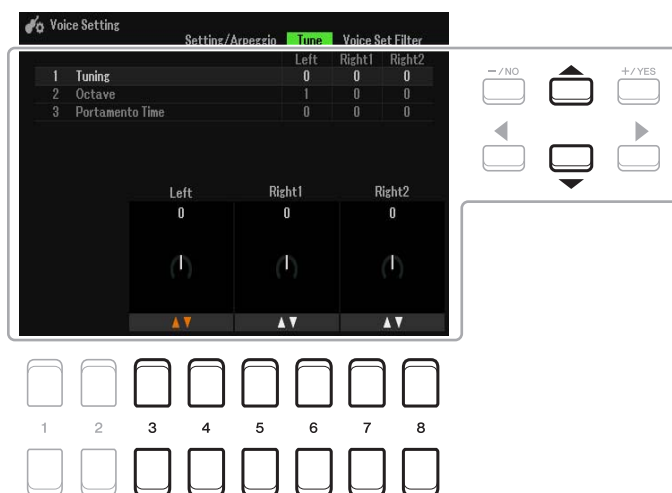 Voice Setting
Setting/Arpeggio Tune Voice Set Filter
Left Right1 Right2
1 Tuning 0 0 0
2 Octave 1 0 0
3 Portamento Time 0 0 0
Left Right1 Right2
0 0 0
-/NO +/YES
1 2 3 4 5 6 7 8